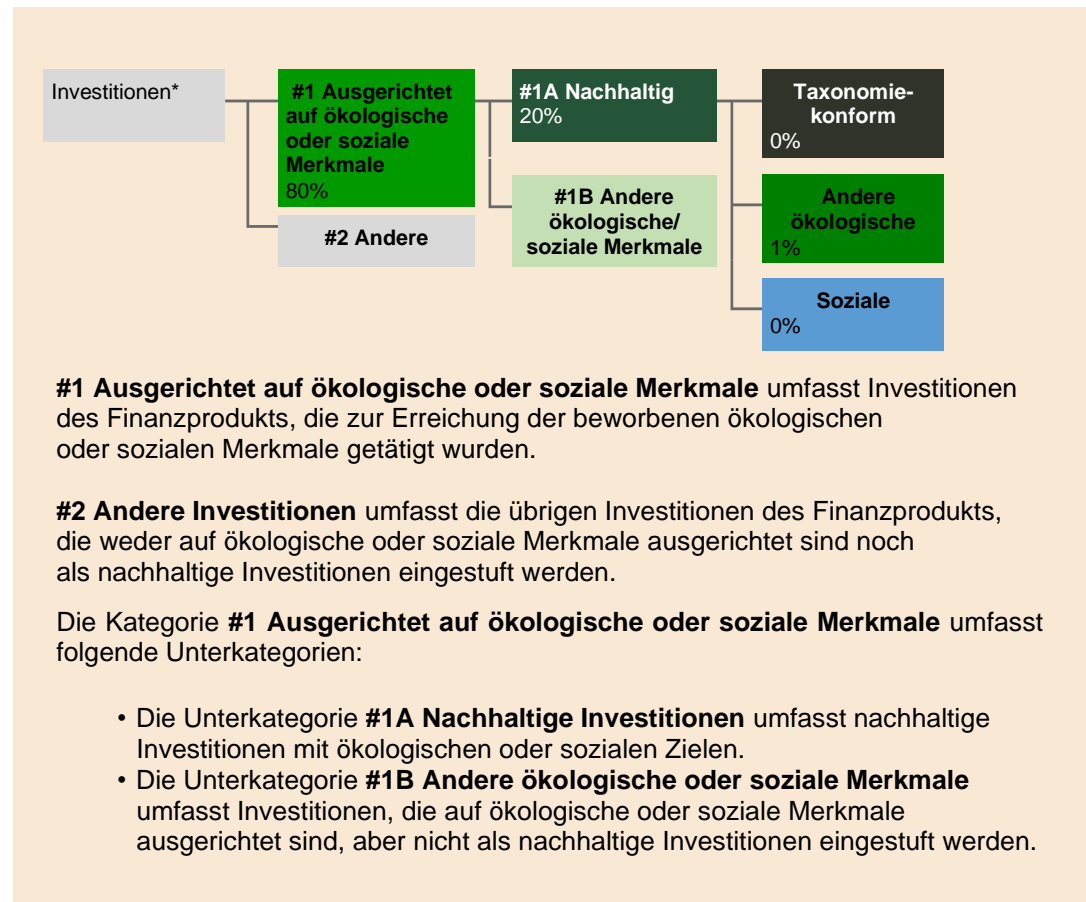 Investitionen*
#1 Ausgerichtet
auf ökologische
oder soziale
Merkmale
80%
#2 Andere
#1A Nachhaltig
20%
#1B Andere
ökologische/
soziale Merkmale
Taxonomie-
konform
0%
Andere
ökologische
1%
Soziale
0%
#1 Ausgerichtet auf ökologische oder soziale Merkmale umfasst Investitionen
des Finanzprodukts, die zur Erreichung der beworbenen ökologischen
oder sozialen Merkmale getätigt wurden.
#2 Andere Investitionen umfasst die übrigen Investitionen des Finanzprodukts,
die weder auf ökologische oder soziale Merkmale ausgerichtet sind noch
als nachhaltige Investitionen eingestuft werden.
Die Kategorie #1 Ausgerichtet auf ökologische oder soziale Merkmale umfasst
folgende Unterkategorien:
• Die Unterkategorie #1A Nachhaltige Investitionen umfasst nachhaltige
Investitionen mit ökologischen oder sozialen Zielen.
• Die Unterkategorie #1B Andere ökologische oder soziale Merkmale
umfasst Investitionen, die auf ökologische oder soziale Merkmale
ausgerichtet sind, aber nicht als nachhaltige Investitionen eingestuft werden.